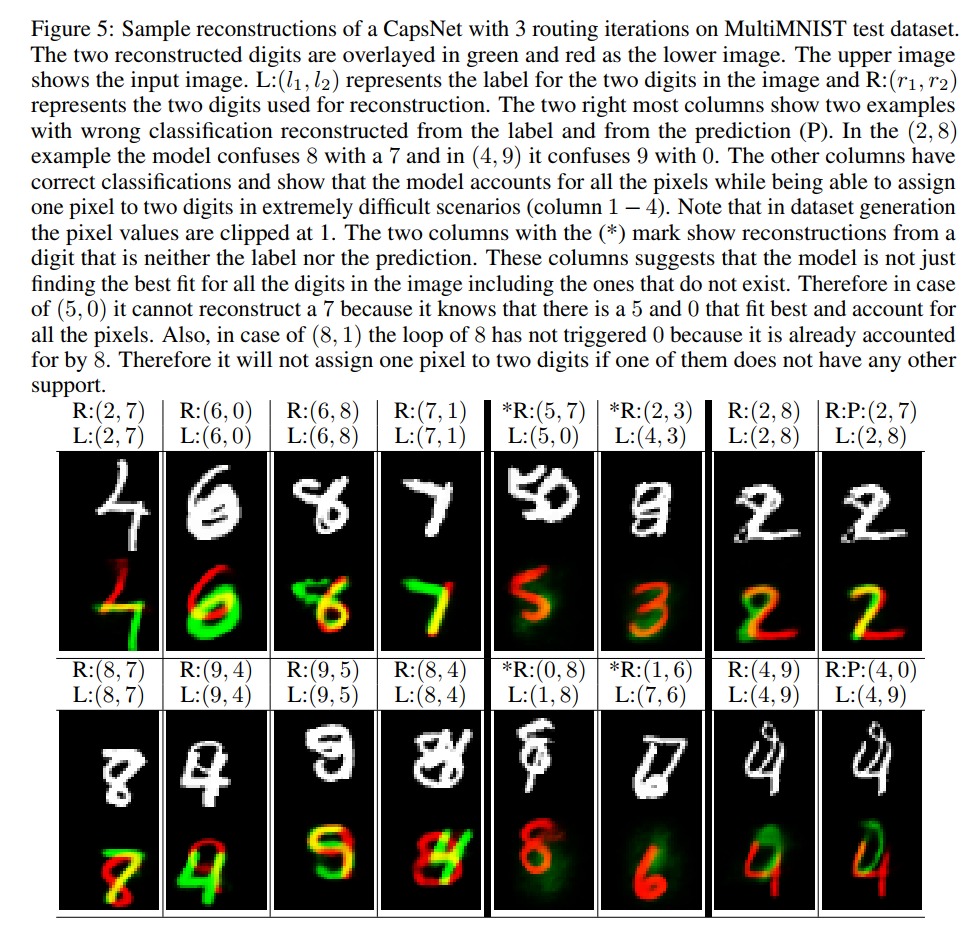 Figure 5: Sample reconstructions of a CapsNet with 3 routing iterations on MultiMNIST test dataset.
The two reconstructed digits are overlayed in green and red as the lower image. The upper image
shows the input image. L:(l₁, l₂) represents the label for the two digits in the image and R:(r₁, r₂)
represents the two digits used for reconstruction. The two right most columns show two examples
with wrong classification reconstructed from the label and from the prediction (P). In the (2, 8)
example the model confuses 8 with a 7 and in (4, 9) it confuses 9 with 0. The other columns have
correct classifications and show that the model accounts for all the pixels while being able to assign
one pixel to two digits in extremely difficult scenarios (column 1 − 4). Note that in dataset generation
the pixel values are clipped at 1. The two columns with the (*) mark show reconstructions from a
digit that is neither the label nor the prediction. These columns suggests that the model is not just
finding the best fit for all the digits in the image including the ones that do not exist. Therefore in case
of (5, 0) it cannot reconstruct a 7 because it knows that there is a 5 and 0 that fit best and account for
all the pixels. Also, in case of (8, 1) the loop of 8 has not triggered 0 because it is already accounted
for by 8. Therefore it will not assign one pixel to two digits if one of them does not have any other
support.
R:(2, 7) R:(6, 0) R:(6, 8) R:(7, 1) *R:(5, 7) *R:(2, 3) R:(2, 8) R:P:(2, 7)
L:(2, 7) L:(6, 0) L:(6, 8) L:(7, 1) L:(5, 0) L:(4, 3) L:(2, 8) L:(2, 8)
R:(8, 7) R:(9, 4) R:(9, 5) R:(8, 4) *R:(0, 8) *R:(1, 6) R:(4, 9) R:P:(4, 0)
L:(8, 7) L:(9, 4) L:(9, 5) L:(8, 4) L:(1, 8) L:(7, 6) L:(4, 9) L:(4, 9)